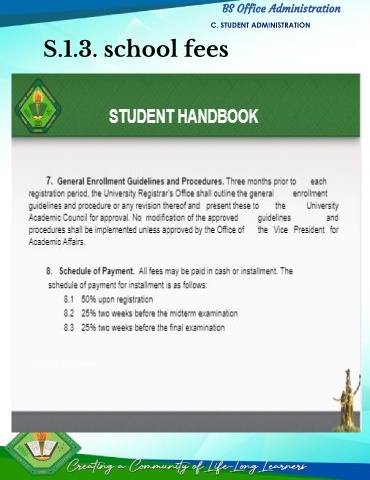 BS Office Administration
C. STUDENT ADMINISTRATION
S.1.3. school fees
STUDENT HANDBOOK
7. General Enrollment Guidelines and Procedures. Three months prior to each
registration period, the University Registrar's Office shall outline the general enrollment
guidelines and procedure or any revision thereof and present these to the University
Academic Council for approval. No modification of the approved guidelines and
procedures shall be implemented unless approved by the Office of the Vice President for
Academic Affairs.
8. Schedule of Payment. All fees may be paid in cash or installment. The
schedule of payment for installment is as follows:
8.1 50% upon registration
8.2 25% two weeks before the midterm examination
8.3 25% two weeks before the final examination
Creating a Community of Life-Long Learners